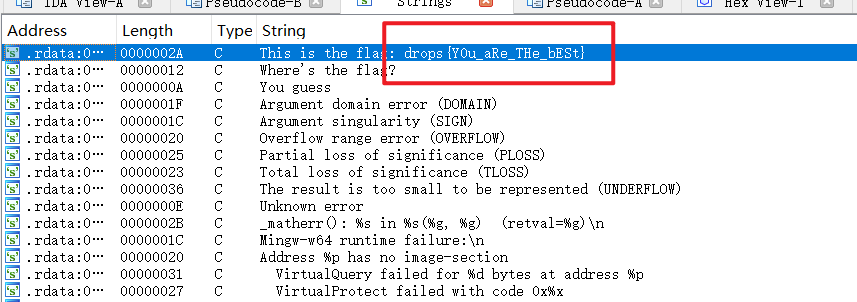 IDA View-A Pseudocode-B Strings Pseudocode-A Hex View-1
Address Length Type String
.rdata:0… 0000002A C This is the flag: drops{Y0u_aRe_THe_bESt}
.rdata:0… 00000012 C Where's the flag?
.rdata:0… 0000000A C You guess
.rdata:0… 0000001F C Argument domain error (DOMAIN)
.rdata:0… 0000001C C Argument singularity (SIGN)
.rdata:0… 00000020 C Overflow range error (OVERFLOW)
.rdata:0… 00000025 C Partial loss of significance (PLOSS)
.rdata:0… 00000023 C Total loss of significance (TLOSS)
.rdata:0… 00000036 C The result is too small to be represented (UNDERFLOW)
.rdata:0… 0000000E C Unknown error
.rdata:0… 0000002B C _matherr(): %s in %s(%g, %g)  (retval=%g)\n
.rdata:0… 0000001C C Mingw-w64 runtime failure:\n
.rdata:0… 00000020 C Address %p has no image-section
.rdata:0… 00000031 C   VirtualQuery failed for %d bytes at address %p
.rdata:0… 00000027 C   VirtualProtect failed with code 0x%x